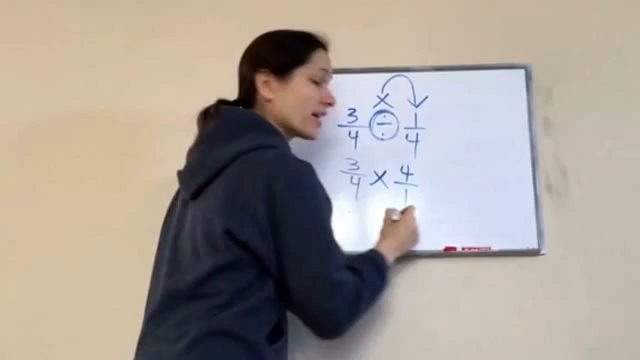 ×
3/4 ÷ 1/4
3/4 × 4/1